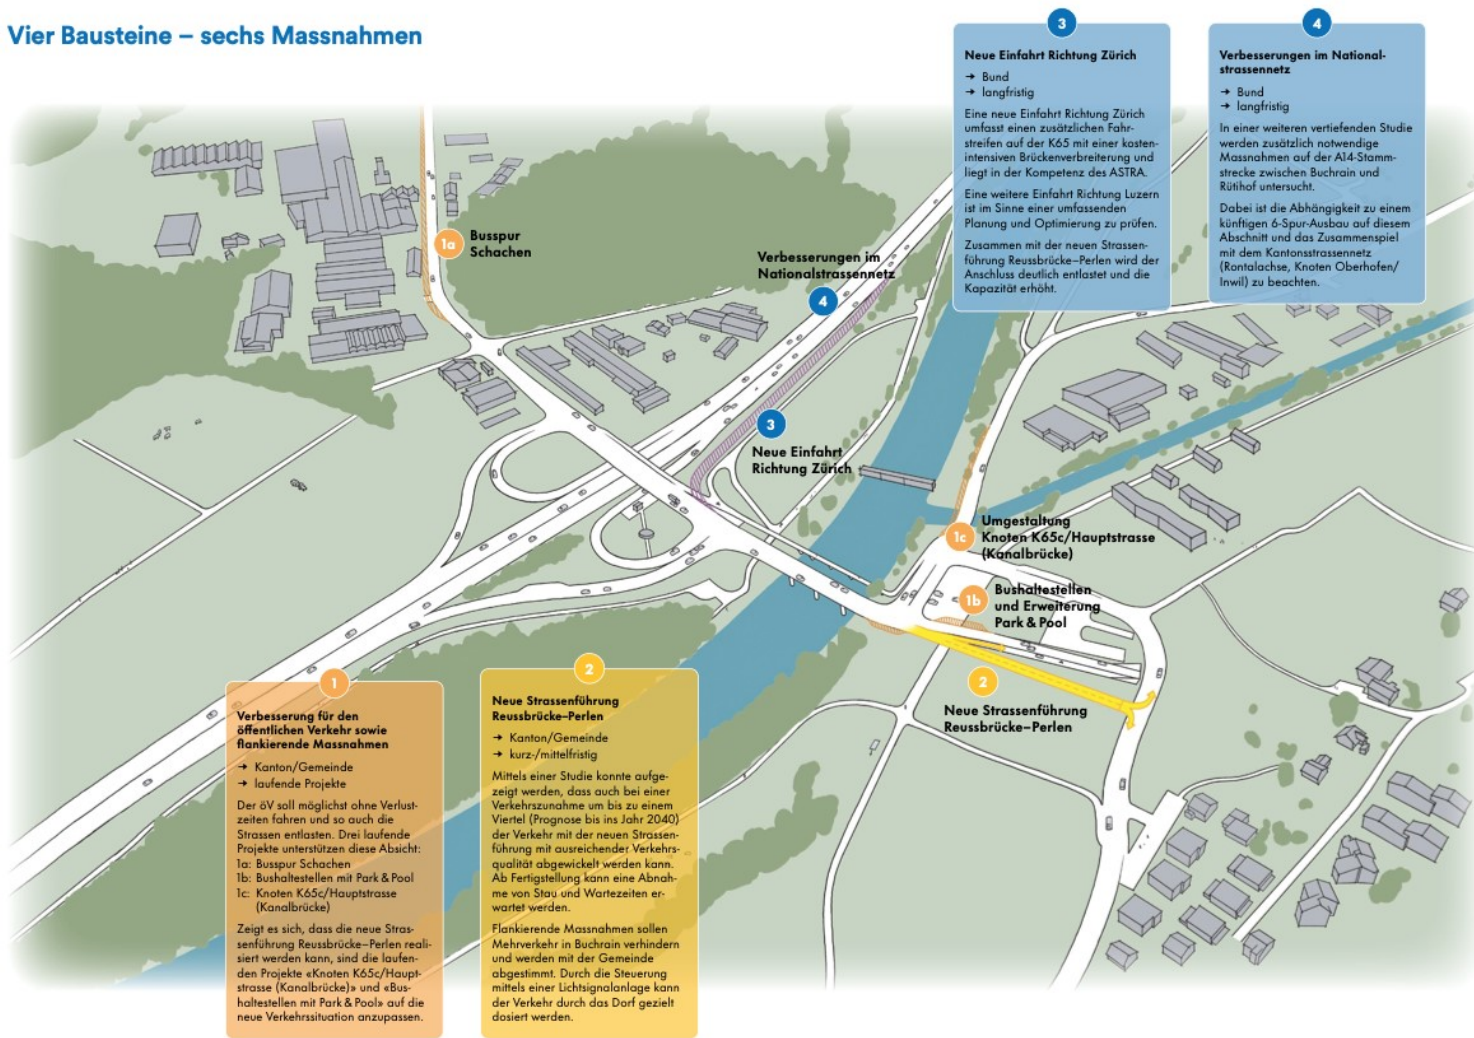 Vier Bausteine – sechs Massnahmen
3
Neue Einfahrt Richtung Zürich
→ Bund
→ langfristig
Eine neue Einfahrt Richtung Zürich
umfasst einen zusätzlichen Fahr-
streifen auf der K65 mit einer kosten-
intensiven Brückenverbreiterung und
liegt in der Kompetenz des ASTRA.
Eine weitere Einfahrt Richtung Luzern
ist im Sinne einer umfassenden
Planung und Optimierung zu prüfen.
Zusammen mit der neuen Strassen-
führung Reussbrücke–Perlen wird der
Anschluss deutlich entlastet und die
Kapazität erhöht.
4
Verbesserungen im National-
strassennetz
→ Bund
→ langfristig
In einer weiteren vertiefenden Studie
werden zusätzlich notwendige
Massnahmen auf der A14-Stamm-
strecke zwischen Buchrain und
Rütihof untersucht.
Dabei ist die Abhängigkeit zu einem
künftigen 6-Spur-Ausbau auf diesem
Abschnitt und das Zusammenspiel
mit dem Kantonsstrassennetz
(Rontalachse, Knoten Oberhofen/
Inwil) zu beachten.
1a
Busspur
Schachen
Verbesserungen im
Nationalstrassennetz
4
3
Neue Einfahrt
Richtung Zürich
1c
Umgestaltung
Knoten K65c/Hauptstrasse
(Kanalbrücke)
1b
Bushaltestellen
und Erweiterung
Park & Pool
2
Neue Strassenführung
Reussbrücke–Perlen
1
Verbesserung für den
öffentlichen Verkehr sowie
flankierende Massnahmen
→ Kanton/Gemeinde
→ laufende Projekte
Der öV soll möglichst ohne Verlust-
zeiten fahren und so auch die
Strassen entlasten. Drei laufende
Projekte unterstützen diese Absicht:
1a: Busspur Schachen
1b: Bushaltestellen mit Park & Pool
1c: Knoten K65c/Hauptstrasse
(Kanalbrücke)
Zeigt es sich, dass die neue Stras-
senführung Reussbrücke–Perlen reali-
siert werden kann, sind die laufen-
den Projekte «Knoten K65c/Haupt-
strasse (Kanalbrücke)» und «Bus-
haltestellen mit Park & Pool» auf die
neue Verkehrssituation anzupassen.
2
Neue Strassenführung
Reussbrücke–Perlen
→ Kanton/Gemeinde
→ kurz-/mittelfristig
Mittels einer Studie konnte aufge-
zeigt werden, dass auch bei einer
Verkehrszunahme um bis zu einem
Viertel (Prognose bis ins Jahr 2040)
der Verkehr mit der neuen Strassen-
führung mit ausreichender Verkehrs-
qualität abgewickelt werden kann.
Ab Fertigstellung kann eine Abnah-
me von Stau und Wartezeiten er-
wartet werden.
Flankierende Massnahmen sollen
Mehrverkehr in Buchrain verhindern
und werden mit der Gemeinde
abgestimmt. Durch die Steuerung
mittels einer Lichtsignalanlage kann
der Verkehr durch das Dorf gezielt
dosiert werden.